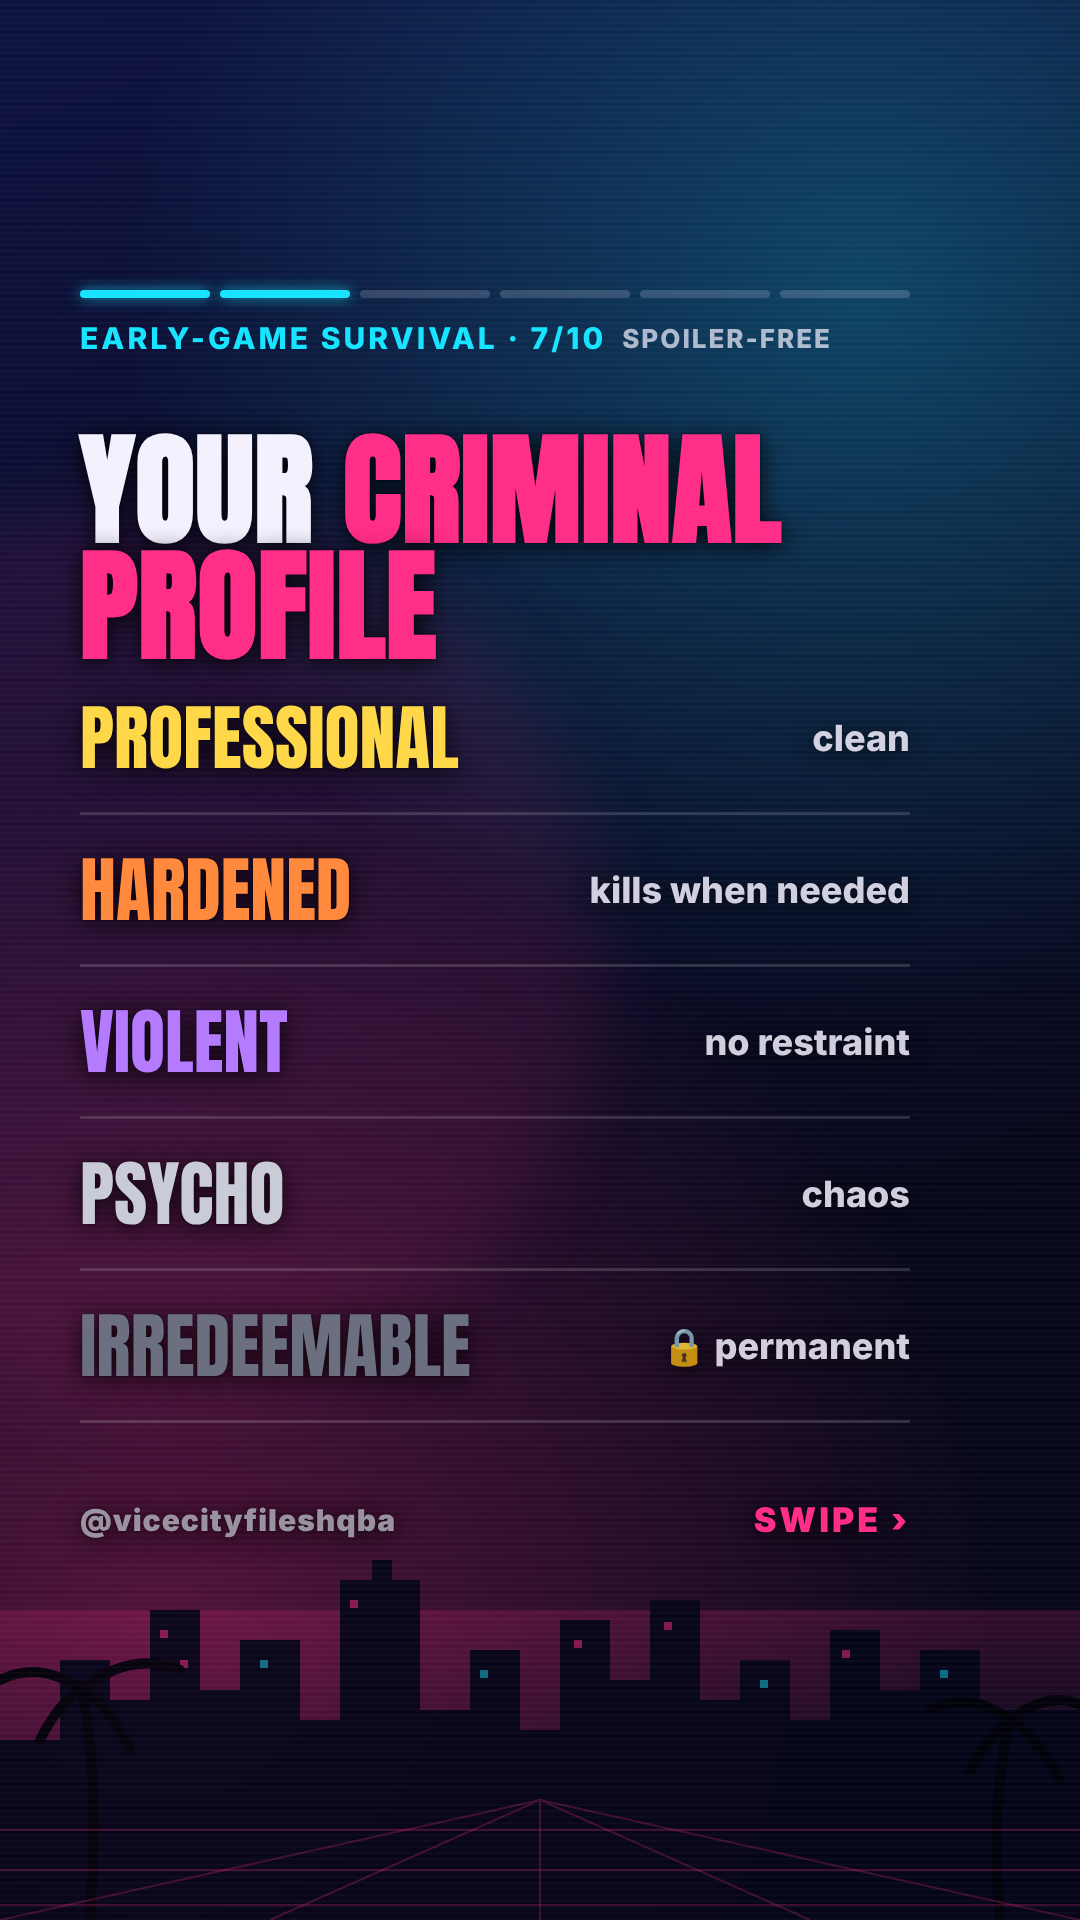 EARLY-GAME SURVIVAL · 7/10 SPOILER-FREE
YOUR CRIMINAL
PROFILE
PROFESSIONAL clean
HARDENED kills when needed
VIOLENT no restraint
PSYCHO chaos
IRREDEEMABLE 🔒 permanent
@vicecityfileshqba SWIPE ›